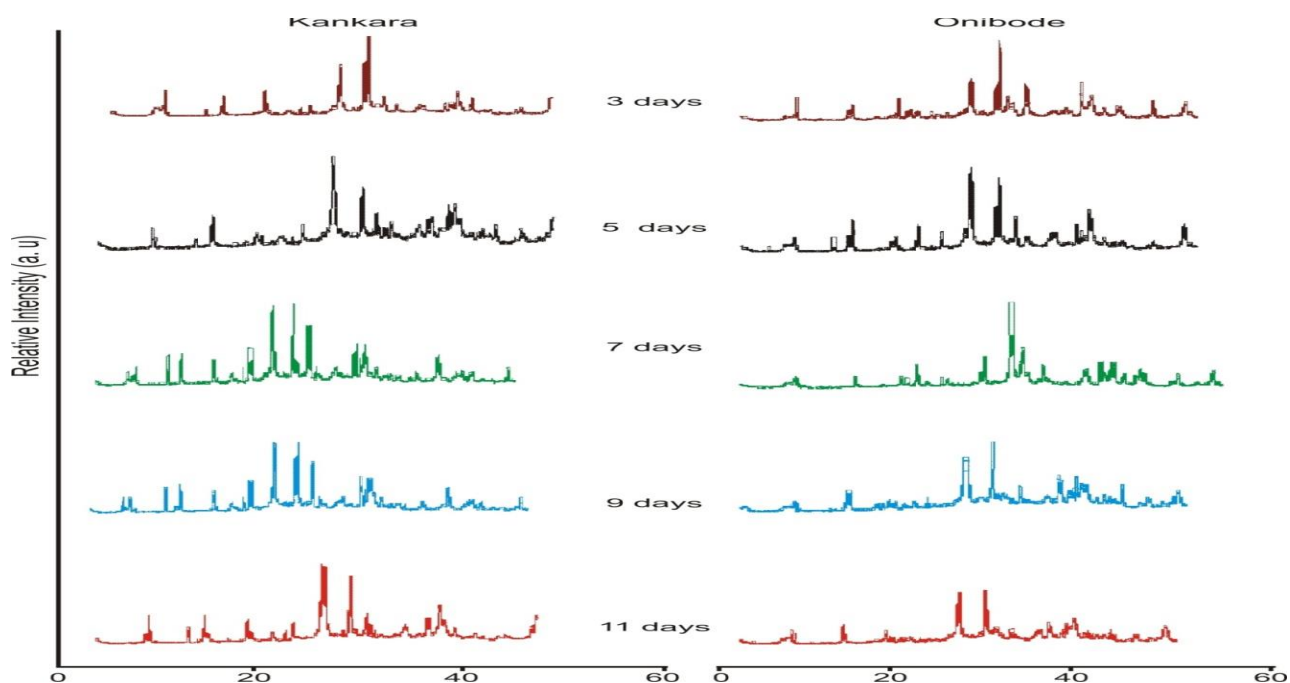 Kankara Onibode
3 days
5 days
Relative Intensity (a.u)
7 days
9 days
11 days
0 20 40 60 0 20 40 60